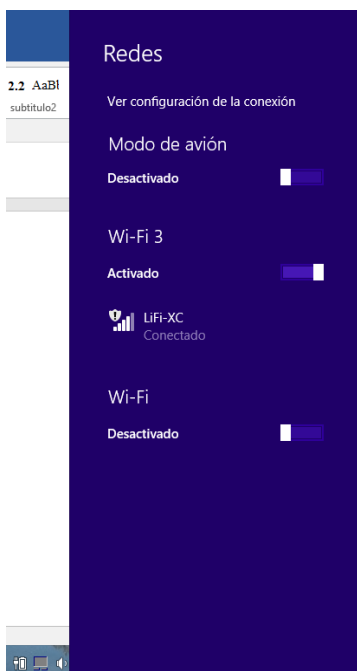 Redes
2.2 AaBl
subtitulo2
Ver configuración de la conexión
Modo de avión
Desactivado
Wi-Fi 3
Activado
LiFi-XC
Conectado
Wi-Fi
Desactivado